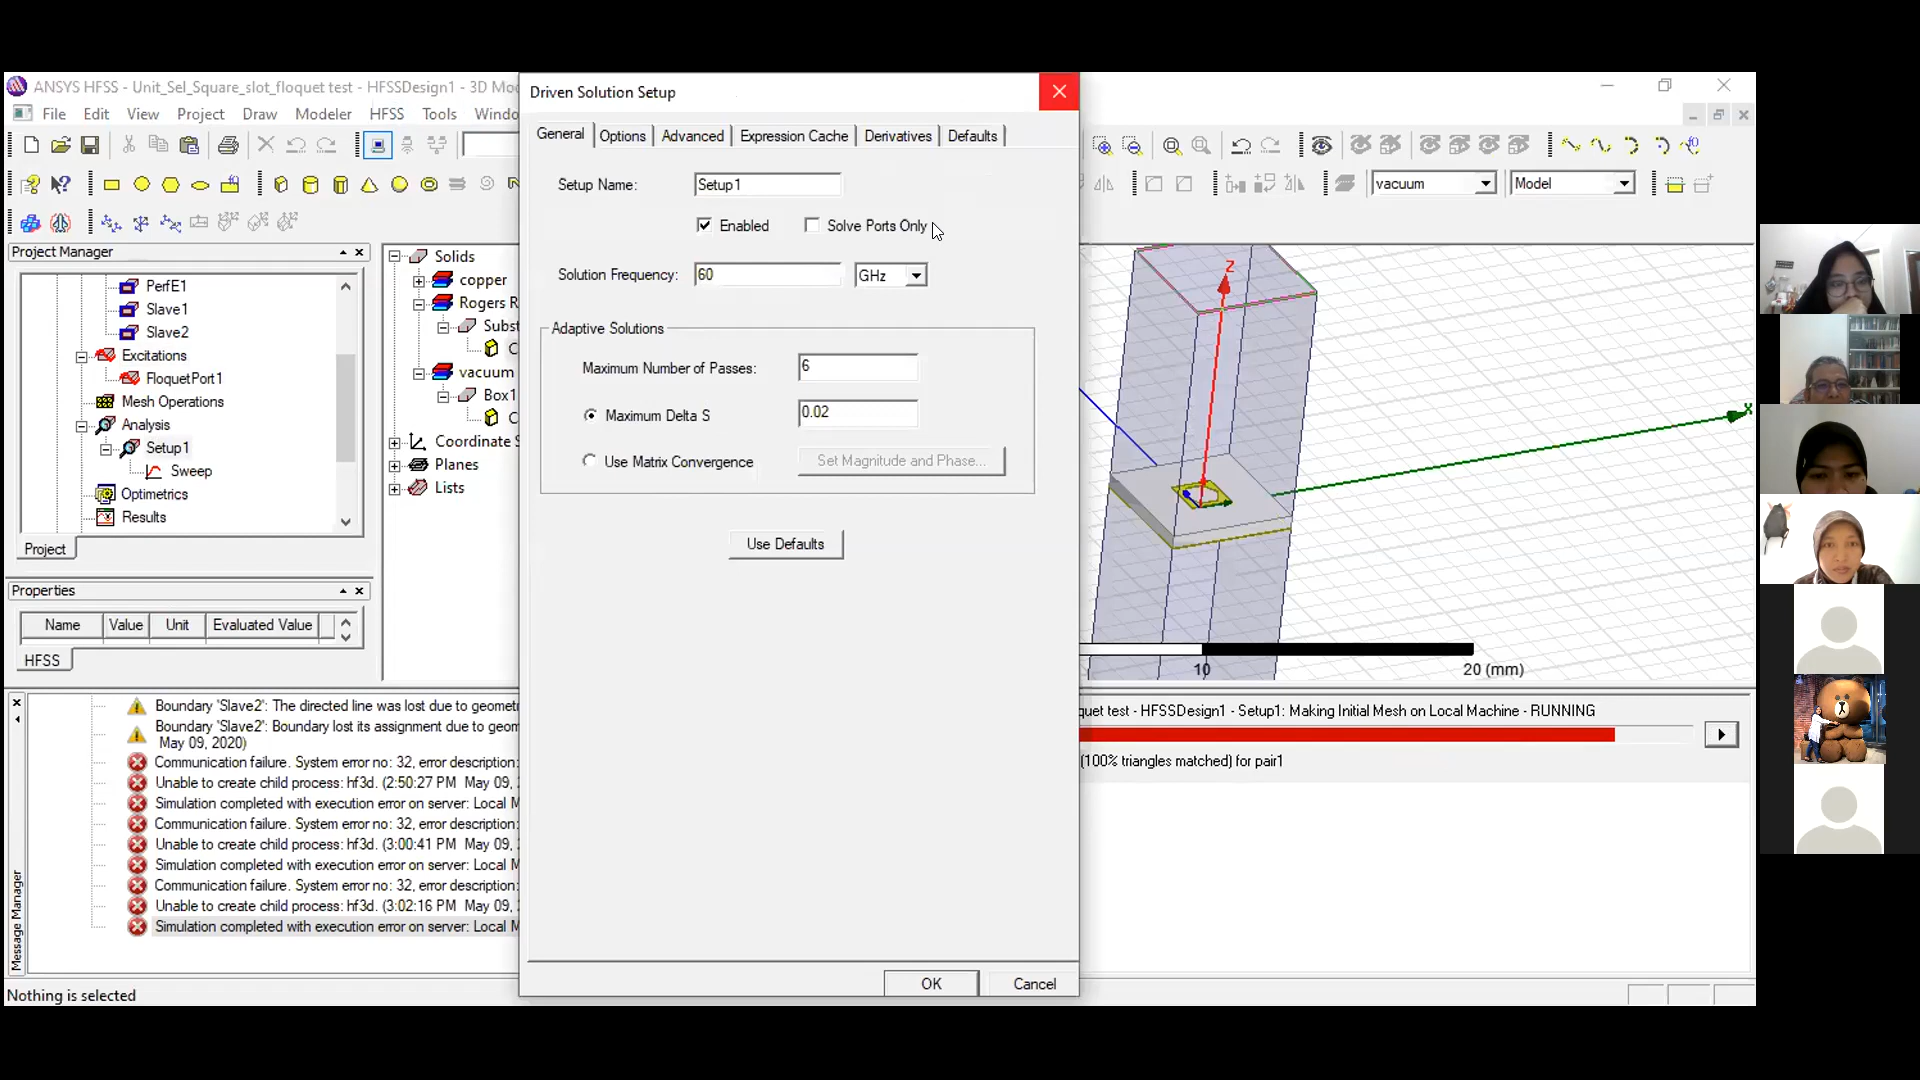 ANSYS HFSS - Unit_Sel_Square_slot_floquet test - HFSSDesign1 - 3D Mod
File Edit View Project Draw Modeler HFSS Tools Windo
vacuum Model
Project Manager
PerfE1
Slave1
Slave2
Excitations
FloquetPort1
Mesh Operations
Analysis
Setup1
Sweep
Optimetrics
Results
Project
Properties
Name Value Unit Evaluated Value
HFSS
Solids
copper
Rogers R
Subst
C
vacuum
Box1
C
Coordinate S
Planes
Lists
Driven Solution Setup
General Options Advanced Expression Cache Derivatives Defaults
Setup Name: Setup1
Enabled Solve Ports Only
Solution Frequency: 60 GHz
Adaptive Solutions
Maximum Number of Passes: 6
Maximum Delta S 0.02
Use Matrix Convergence Set Magnitude and Phase...
Use Defaults
OK Cancel
Z
X
10 20 (mm)
Message Manager
Boundary 'Slave2': The directed line was lost due to geomet
Boundary 'Slave2': Boundary lost its assignment due to geom
May 09, 2020)
Communication failure. System error no: 32, error description:
Unable to create child process: hf3d. (2:50:27 PM May 09,
Simulation completed with execution error on server: Local M
Communication failure. System error no: 32, error description:
Unable to create child process: hf3d. (3:00:41 PM May 09,
Simulation completed with execution error on server: Local M
Communication failure. System error no: 32, error description:
Unable to create child process: hf3d. (3:02:16 PM May 09,
Simulation completed with execution error on server: Local M
quet test - HFSSDesign1 - Setup1: Making Initial Mesh on Local Machine - RUNNING
(100% triangles matched) for pair1
Nothing is selected